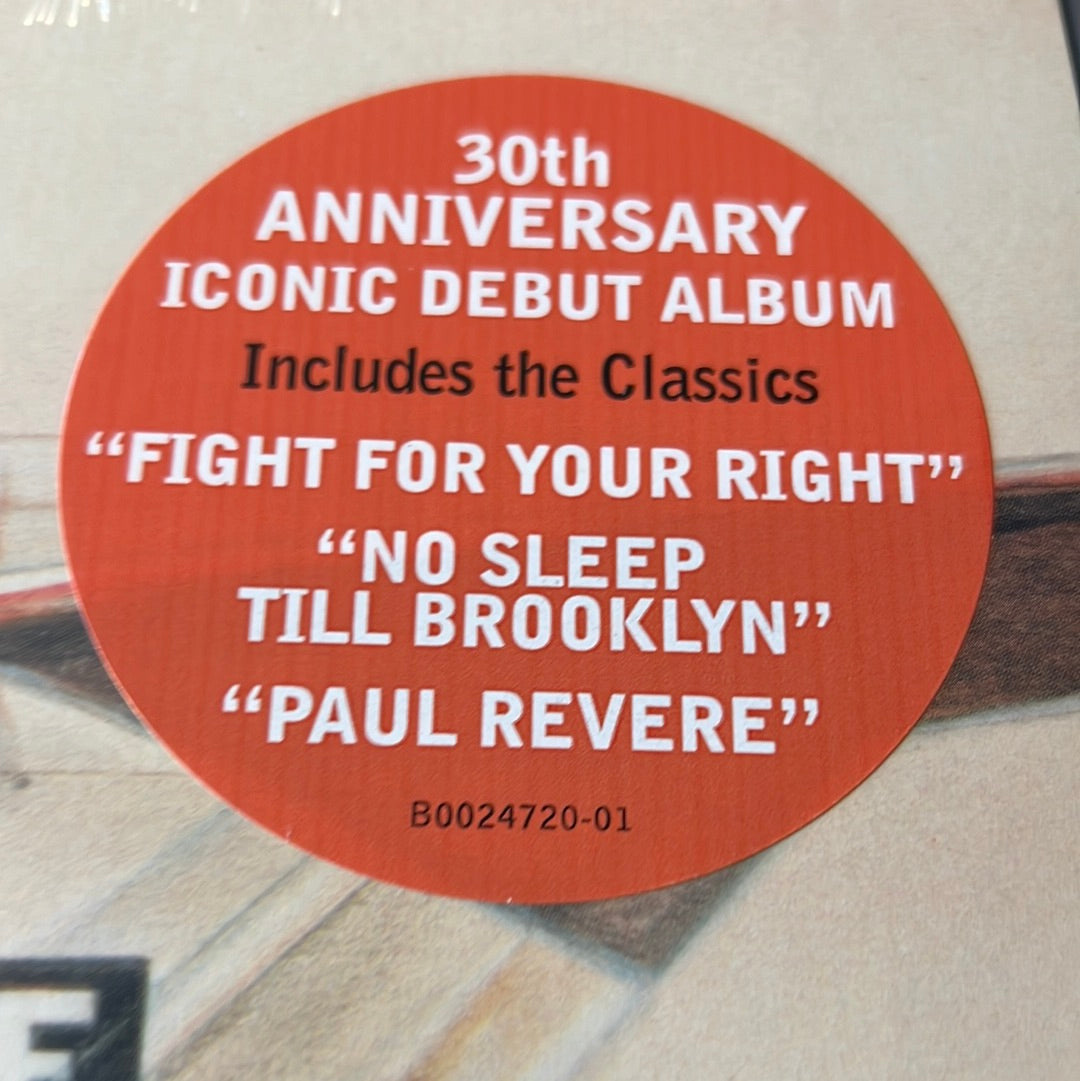 30th
ANNIVERSARY
ICONIC DEBUT ALBUM
Includes the Classics
“FIGHT FOR YOUR RIGHT”
“NO SLEEP
TILL BROOKLYN”
“PAUL REVERE”
B0024720-01
E